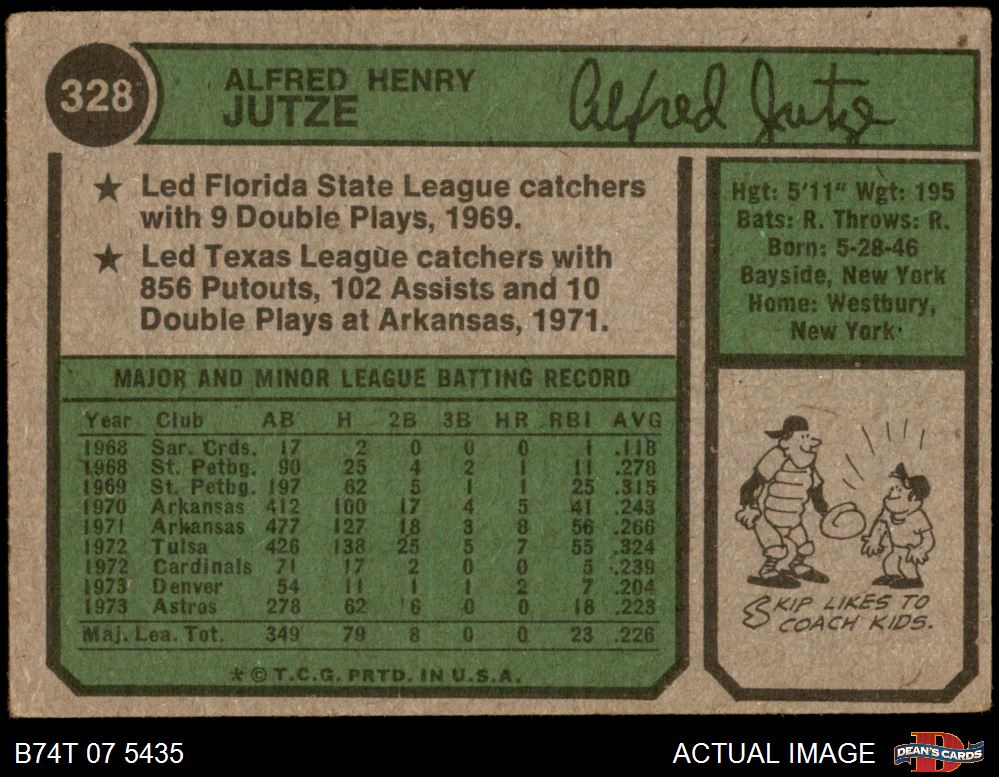 328
ALFRED HENRY
JUTZE
Alfred Jutze
★ Led Florida State League catchers
with 9 Double Plays, 1969.
★ Led Texas League catchers with
856 Putouts, 102 Assists and 10
Double Plays at Arkansas, 1971.
Hgt: 5'11" Wgt: 195
Bats: R. Throws: R.
Born: 5-28-46
Bayside, New York
Home: Westbury,
New York
MAJOR AND MINOR LEAGUE BATTING RECORD
Year Club AB H 2B 3B HR RBI AVG
1968 Sar. Crds. 17 2 0 0 0 1 .118
1968 St. Petbg. 90 25 4 2 1 11 .278
1969 St. Petbg. 197 62 5 1 1 25 .315
1970 Arkansas 412 100 17 4 5 41 .243
1971 Arkansas 477 127 18 3 8 56 .266
1972 Tulsa 426 138 25 5 7 55 .324
1972 Cardinals 71 17 2 0 0 5 .239
1973 Denver 54 11 1 1 2 7 .204
1973 Astros 278 62 6 0 0 18 .223
Maj. Lea. Tot. 349 79 8 0 0 23 .226
* © T.C.G. PRTD. IN U.S.A.
SKIP LIKES TO
COACH KIDS.
B74T 07 5435
ACTUAL IMAGE
DEAN'S CARDS